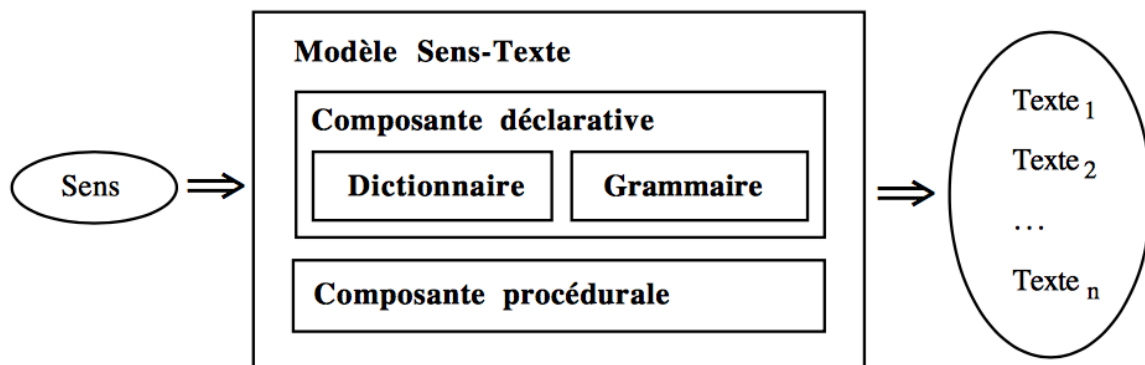 Modèle Sens-Texte
Composante déclarative
Dictionnaire
Grammaire
Composante procédurale
Sens
Texte 1
Texte 2
...
Texte n